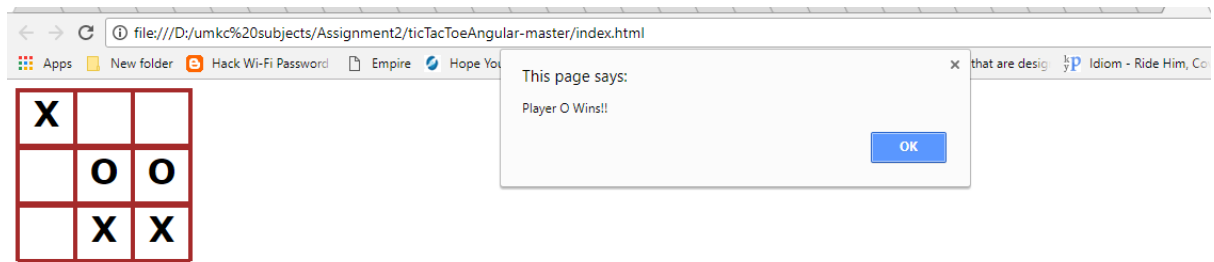 file:///D:/umkc%20subjects/Assignment2/ticTacToeAngular-master/index.html
Apps New folder Hack Wi-Fi Password Empire Hope You that are desig Idiom - Ride Him, Co
This page says:
Player O Wins!!
OK
X
O O
X X